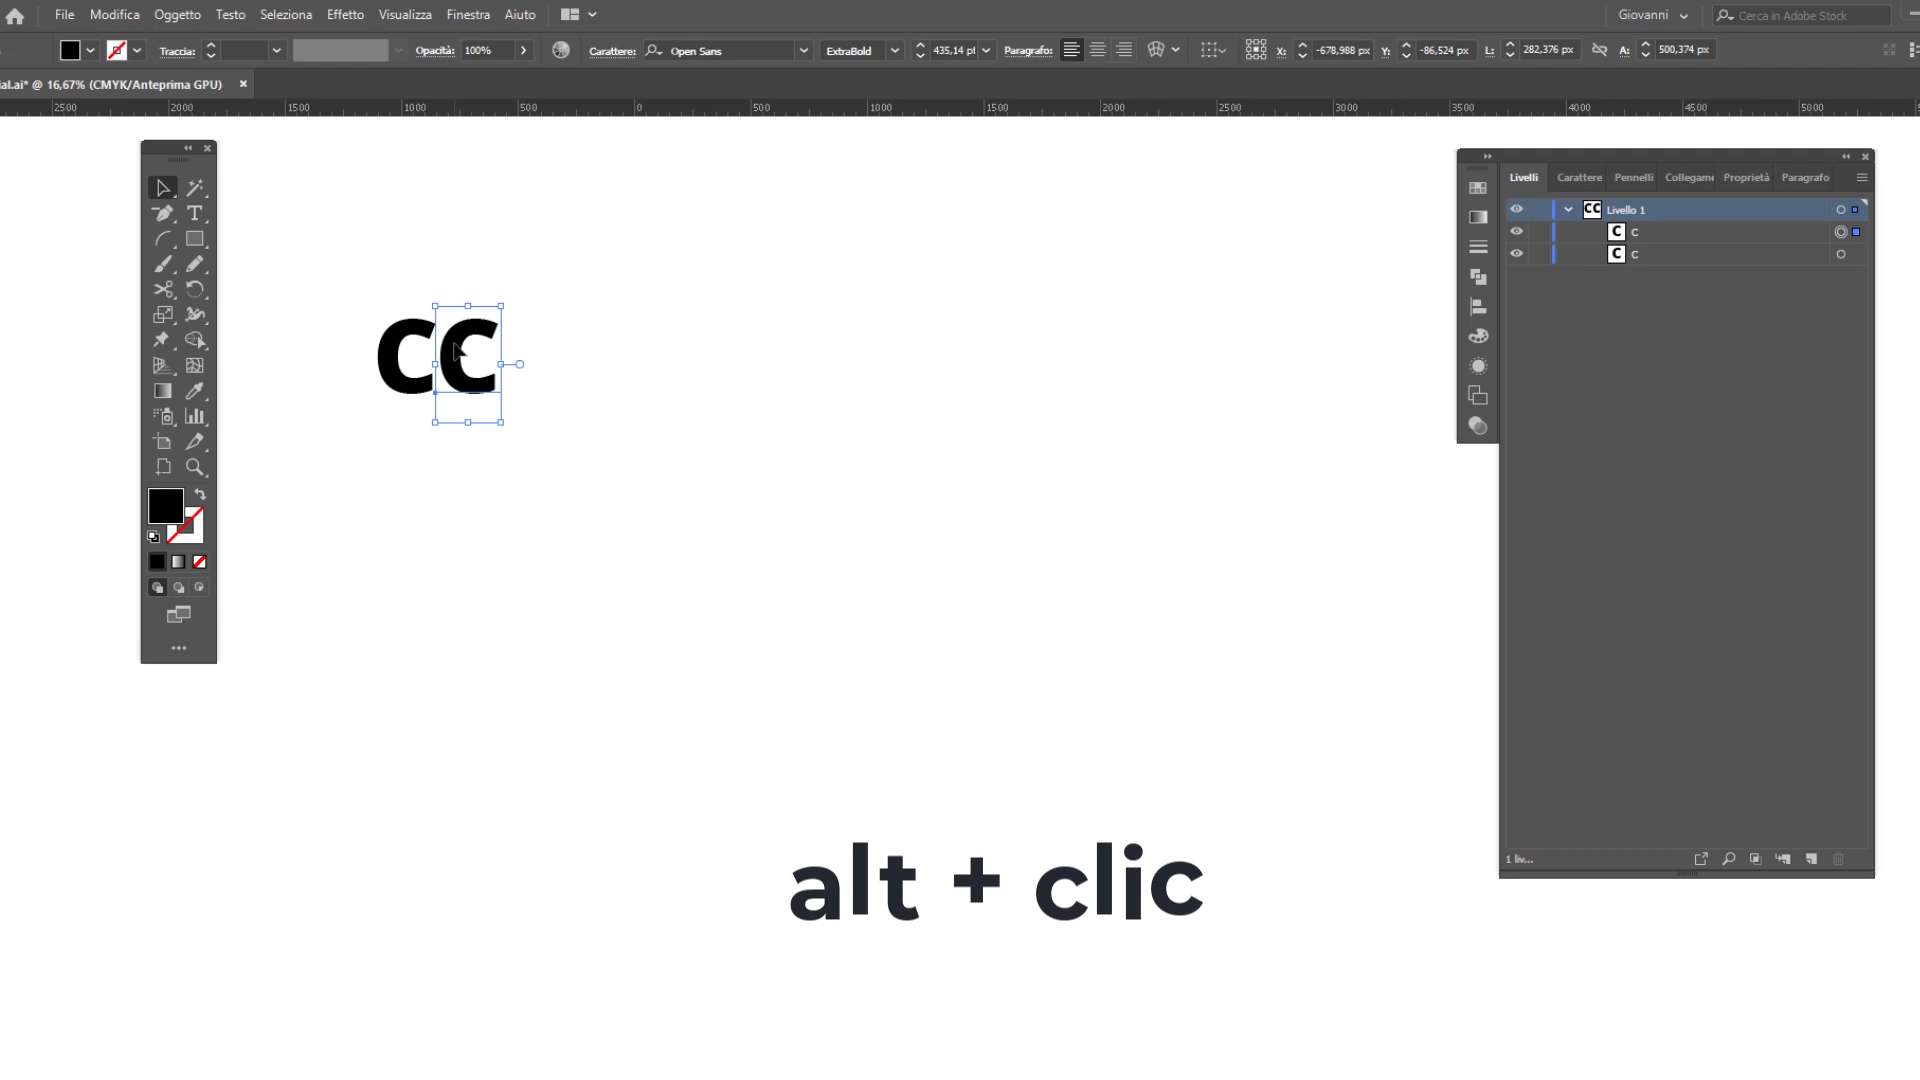 File Modifica Oggetto Testo Seleziona Effetto Visualizza Finestra Aiuto Giovanni Cerca in Adobe Stock
Traccia: Opacità: 100% Carattere: Open Sans ExtraBold 435,14 pt Paragrafo: X: -678,988 px Y: -86,524 px L: 282,376 px A: 500,374 px
ial.ai* @ 16,67% (CMYK/Anteprima GPU)
2500 2000 1500 1000 500 0 500 1000 1500 2000 2500 3000 3500 4000 4500 5000
Livelli Carattere Pennelli Collegame Proprietà Paragrafo
CC Livello 1
C C
C C
CC
alt + clic
1 liv...